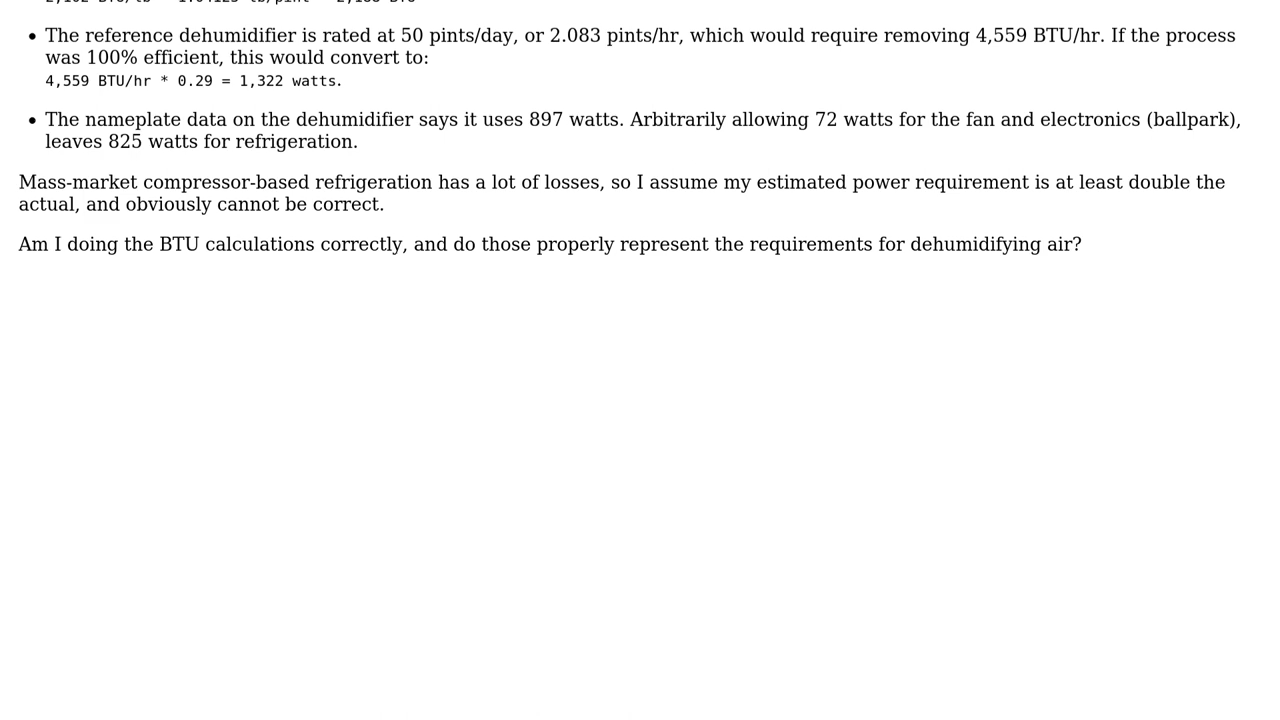 The reference dehumidifier is rated at 50 pints/day, or 2.083 pints/hr, which would require removing 4,559 BTU/hr. If the process
was 100% efficient, this would convert to:
4,559 BTU/hr * 0.29 = 1,322 watts.
The nameplate data on the dehumidifier says it uses 897 watts. Arbitrarily allowing 72 watts for the fan and electronics (ballpark),
leaves 825 watts for refrigeration.
Mass-market compressor-based refrigeration has a lot of losses, so I assume my estimated power requirement is at least double the
actual, and obviously cannot be correct.
Am I doing the BTU calculations correctly, and do those properly represent the requirements for dehumidifying air?